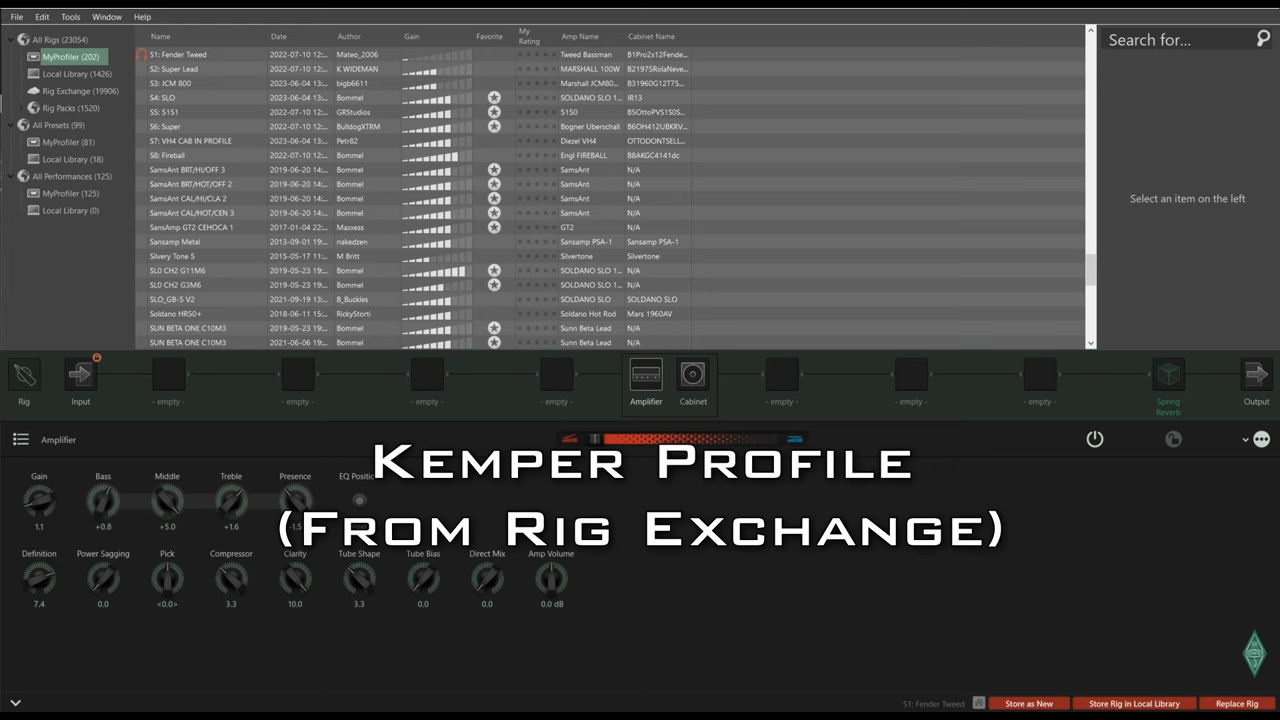 File Edit Tools Window Help
All Rigs (23054)
MyProfiler (202)
Local Library (1426)
Rig Exchange (19906)
Rig Packs (1520)
All Presets (99)
MyProfiler (81)
Local Library (18)
All Performances (125)
MyProfiler (125)
Local Library (0)
Name Date Author Gain Favorite My Rating Amp Name Cabinet Name
S1: Fender Tweed 2022-07-10 12:... Mateo_2006 Tweed Bassman B1Pro2x12Fende...
S2: Super Lead 2022-07-10 12:... K WIDEMAN MARSHALL 100W B21975RolaNeve...
S3: JCM 800 2023-06-04 13:... bigb6611 Marshall JCM80... B31960G12T75...
S4: SLO 2023-06-04 13:... Bommel SOLDANO SLO 1... IR13
S5: 5151 2022-07-10 12:... GRStudios 5150 B5OttoPVS1505...
S6: Super 2022-07-10 12:... BulldogXTRM Bogner Uberschall B6OH412UBKRV...
S7: VH4 CAB IN PROFILE 2023-06-04 13:... Petr82 Diezel VH4 OTTODONTSELL...
S8: Fireball 2022-07-10 12:... Bommel Engl FIREBALL B8AKGC4141dc
SamsAnt BRT/HI/OFF 3 2019-06-20 14:... Bommel SamsAnt N/A
SamsAnt BRT/HOT/OFF 2 2019-06-20 14:... Bommel SamsAnt N/A
SamsAnt CAL/HI/CLA 2 2019-06-20 14:... Bommel SamsAnt N/A
SamsAnt CAL/HOT/CEN 3 2019-06-20 14:... Bommel SamsAnt N/A
SansAmp GT2 CEHOCA 1 2017-01-04 22:... Maxxess GT2 N/A
Sansamp Metal 2013-09-01 19:... nakedzen Sansamp PSA-1 Sansamp PSA-1
Silvery Tone 5 2015-05-17 11:... M Britt Silvertone Silvertone
SL0 CH2 G11M6 2019-05-23 19:... Bommel SOLDANO SLO 1... N/A
SL0 CH2 G3M6 2019-05-23 19:... Bommel SOLDANO SLO 1... N/A
SLO_GB-S V2 2021-09-19 13:... B_Buckles SOLDANO SLO SOLDANO SLO
Soldano HR50+ 2018-06-11 15:... RickyStorti Soldano Hot Rod Mars 1960AV
SUN BETA ONE C10M3 2019-05-23 19:... Bommel Sunn Beta Lead N/A
SUN BETA ONE C10M3 2021-06-06 19:... Bommel Sunn Beta Lead N/A
Search for...
Select an item on the left
Rig Input - empty - - empty - - empty - - empty - Amplifier Cabinet - empty - - empty - - empty - Spring Reverb Output
Amplifier
Kemper Profile
(From Rig Exchange)
Gain Bass Middle Treble Presence EQ Positic
1.1 +0.8 +5.0 +1.6 -1.5
Definition Power Sagging Pick Compressor Clarity Tube Shape Tube Bias Direct Mix Amp Volume
7.4 0.0 <0.0> 3.3 10.0 3.3 0.0 0.0 0.0 dB
S1: Fender Tweed Store as New Store Rig in Local Library Replace Rig